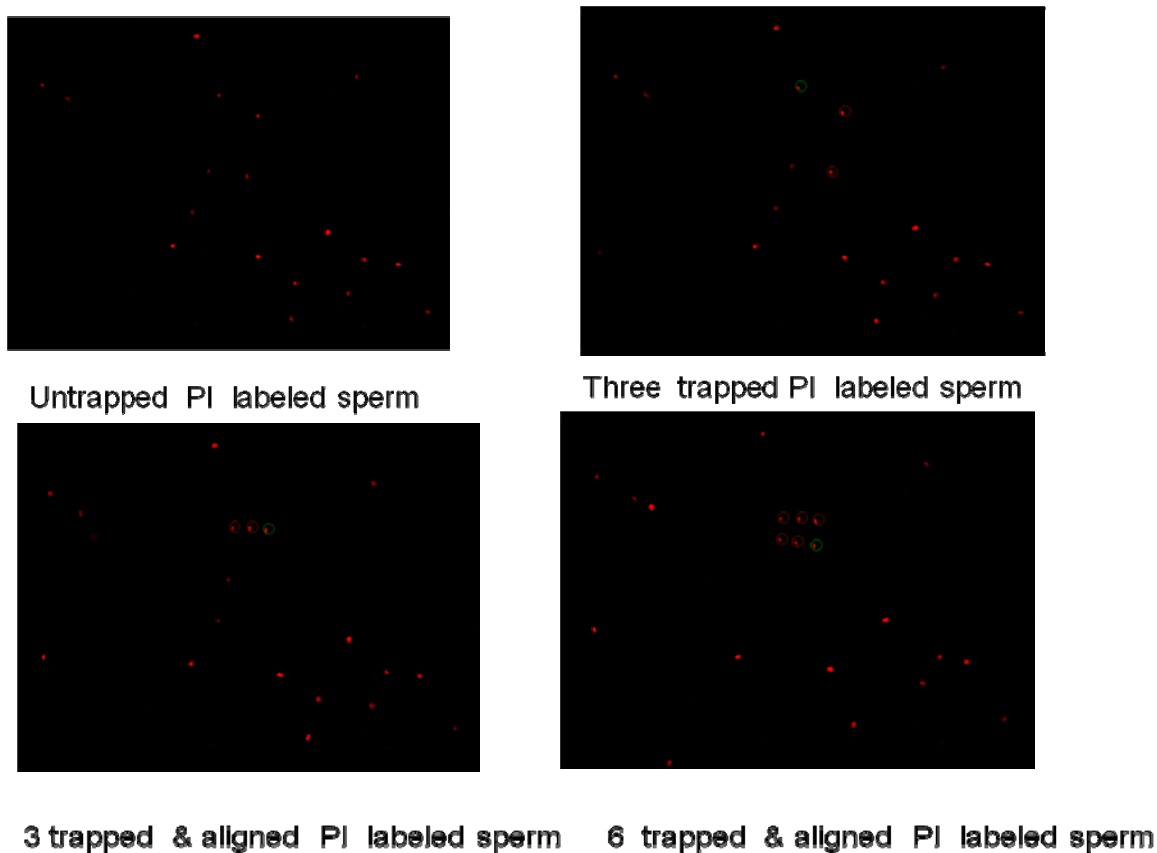 Untrapped PI labeled sperm
Three trapped PI labeled sperm
3 trapped & aligned PI labeled sperm
6 trapped & aligned PI labeled sperm